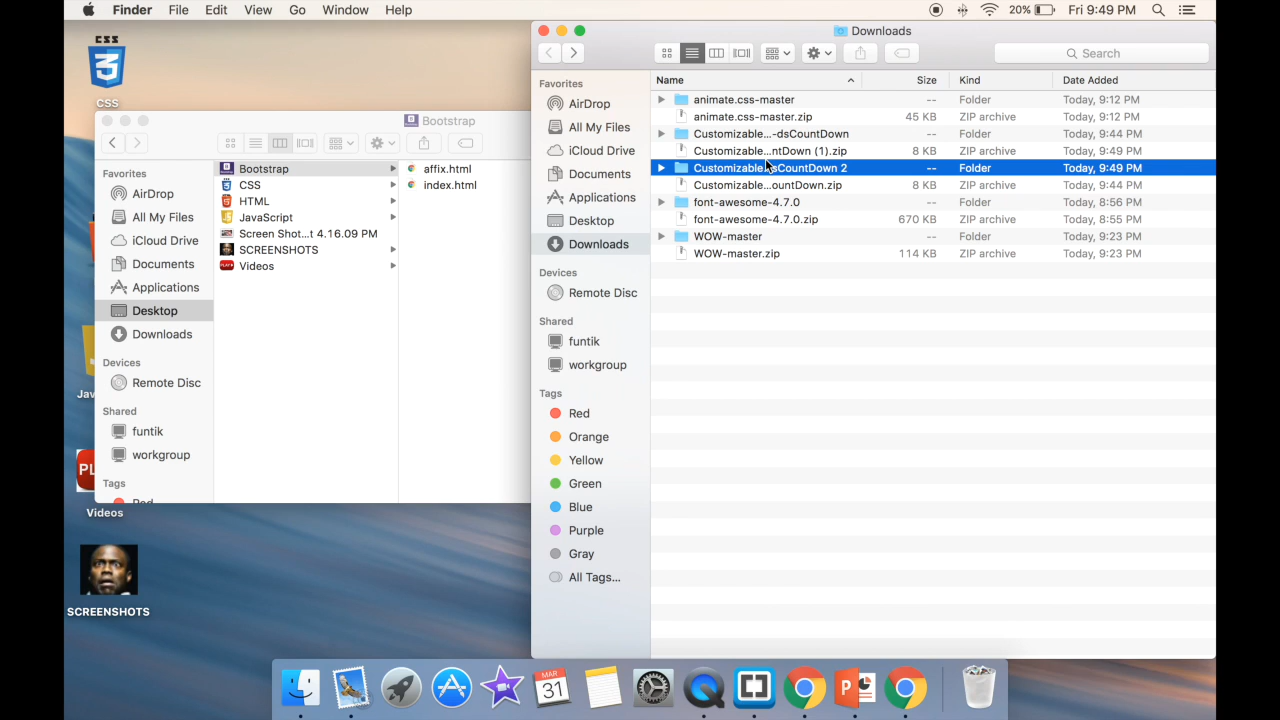 Finder File Edit View Go Window Help 20% Fri 9:49 PM
CSS
3
CSS
Videos
SCREENSHOTS
Bootstrap
Favorites
AirDrop
All My Files
iCloud Drive
Documents
Applications
Desktop
Downloads
Devices
Remote Disc
Shared
funtik
workgroup
Tags
Red
Bootstrap
CSS
HTML
JavaScript
Screen Shot...t 4.16.09 PM
SCREENSHOTS
Videos
affix.html
index.html
Downloads
Search
Favorites
AirDrop
All My Files
iCloud Drive
Documents
Applications
Desktop
Downloads
Devices
Remote Disc
Shared
funtik
workgroup
Tags
Red
Orange
Yellow
Green
Blue
Purple
Gray
All Tags...
Name Size Kind Date Added
animate.css-master -- Folder Today, 9:12 PM
animate.css-master.zip 45 KB ZIP archive Today, 9:12 PM
Customizable...-dsCountDown -- Folder Today, 9:44 PM
Customizable...ntDown (1).zip 8 KB ZIP archive Today, 9:49 PM
Customizable...sCountDown 2 -- Folder Today, 9:49 PM
Customizable...ountDown.zip 8 KB ZIP archive Today, 9:44 PM
font-awesome-4.7.0 -- Folder Today, 8:56 PM
font-awesome-4.7.0.zip 670 KB ZIP archive Today, 8:55 PM
WOW-master -- Folder Today, 9:23 PM
WOW-master.zip 114 KB ZIP archive Today, 9:23 PM
MAR
31